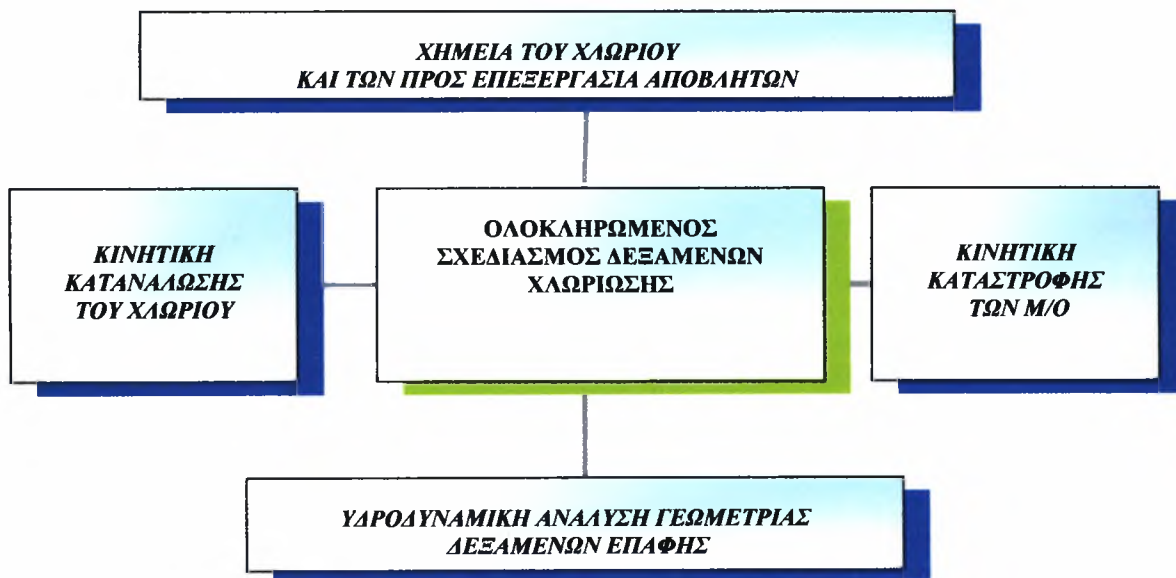 ΧΗΜΕΙΑ ΤΟΥ ΧΛΩΡΙΟΥ
ΚΑΙ ΤΩΝ ΠΡΟΣ ΕΠΕΞΕΡΓΑΣΙΑ ΑΠΟΒΛΗΤΩΝ
ΚΙΝΗΤΙΚΗ
ΚΑΤΑΝΑΛΩΣΗΣ
ΤΟΥ ΧΛΩΡΙΟΥ
ΟΛΟΚΛΗΡΩΜΕΝΟΣ
ΣΧΕΔΙΑΣΜΟΣ ΔΕΞΑΜΕΝΩΝ
ΧΛΩΡΙΩΣΗΣ
ΚΙΝΗΤΙΚΗ
ΚΑΤΑΣΤΡΟΦΗΣ
ΤΩΝ Μ/Ο
ΥΔΡΟΔΥΝΑΜΙΚΗ ΑΝΑΛΥΣΗ ΓΕΩΜΕΤΡΙΑΣ
ΔΕΞΑΜΕΝΩΝ ΕΠΑΦΗΣ